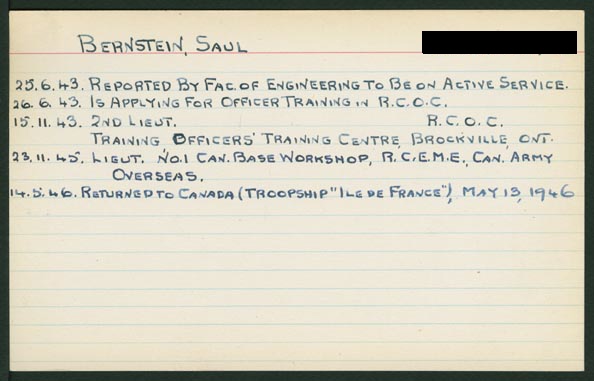 BERNSTEIN, SAUL
25.6.43. REPORTED BY FAC. OF ENGINEERING TO BE ON ACTIVE SERVICE.
26.6.43. IS APPLYING FOR OFFICER TRAINING IN R.C.O.C.
15.11.43. 2ND LIEUT. R.C.O.C.
TRAINING OFFICERS' TRAINING CENTRE, BROCKVILLE, ONT.
23.11.45. LIEUT. NO.1 CAN. BASE WORKSHOP, R.C.E.M.E., CAN. ARMY
OVERSEAS.
14.5.46. RETURNED TO CANADA (TROOPSHIP "ILE DE FRANCE"), MAY 13, 1946